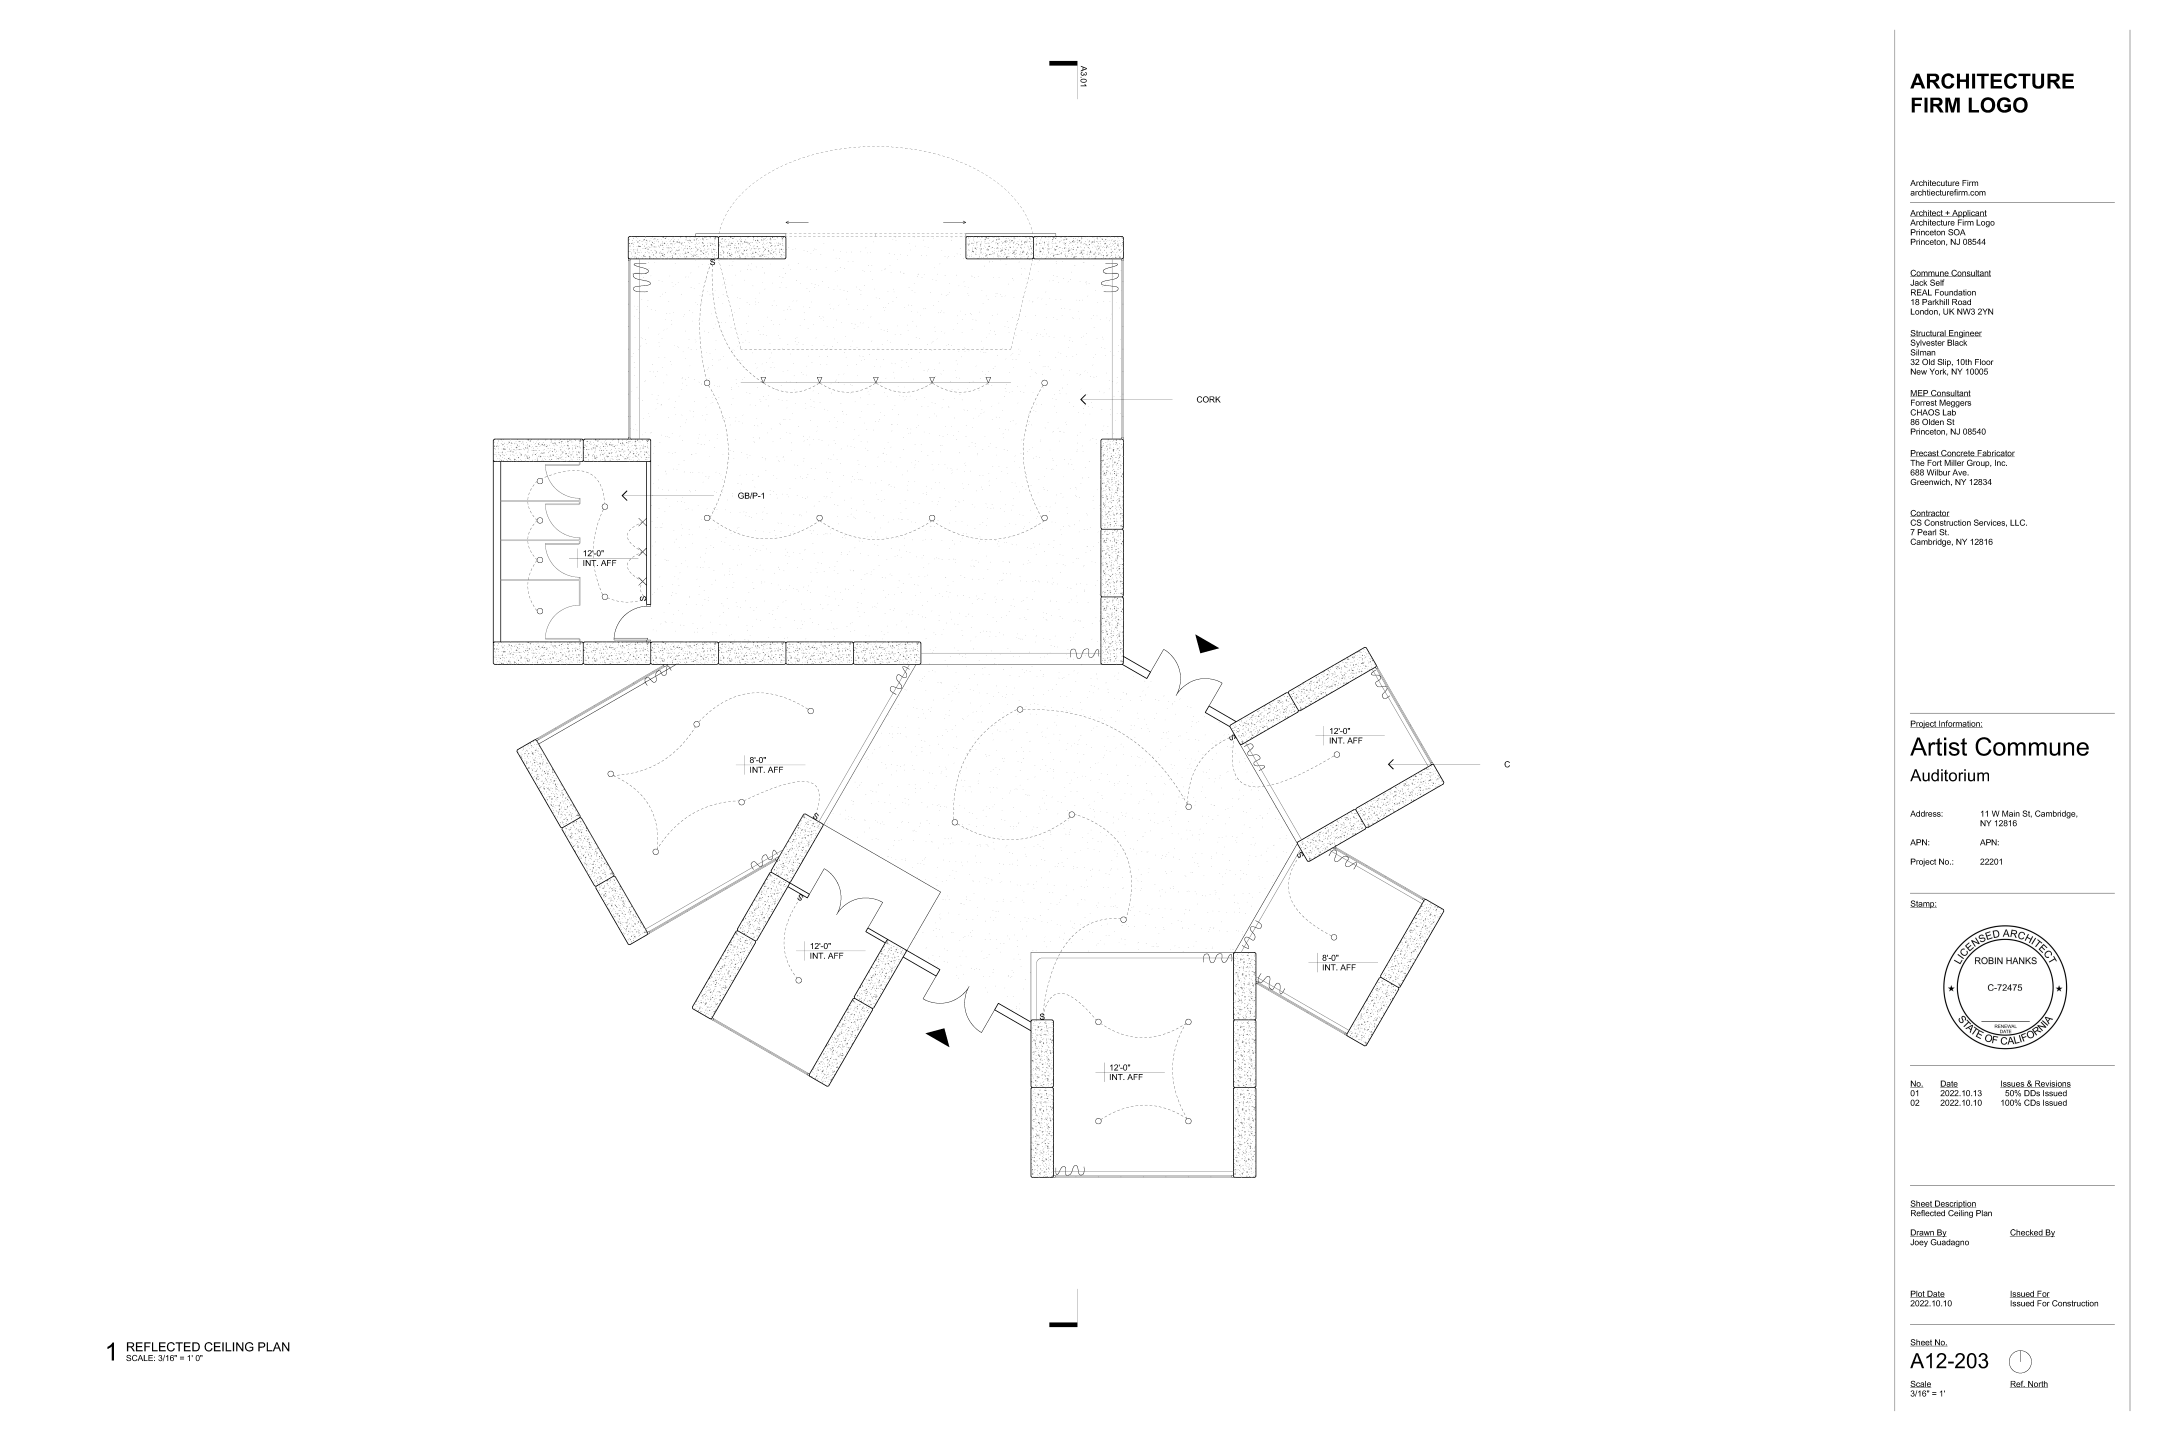 A3.01
S
CORK
GB/P-1
12'-0"
INT. AFF
S
S
12'-0"
INT. AFF
C
8'-0"
INT. AFF
S
S
S
12'-0"
INT. AFF
8'-0"
INT. AFF
S
12'-0"
INT. AFF
1 REFLECTED CEILING PLAN
SCALE: 3/16" = 1' 0"
ARCHITECTURE
FIRM LOGO
Architecuture Firm
archtiecturefirm.com
Architect + Applicant
Architecture Firm Logo
Princeton SOA
Princeton, NJ 08544
Commune Consultant
Jack Self
REAL Foundation
18 Parkhill Road
London, UK NW3 2YN
Structural Engineer
Sylvester Black
Silman
32 Old Slip, 10th Floor
New York, NY 10005
MEP Consultant
Forrest Meggers
CHAOS Lab
86 Olden St
Princeton, NJ 08540
Precast Concrete Fabricator
The Fort Miller Group, Inc.
688 Wilbur Ave.
Greenwich, NY 12834
Contractor
CS Construction Services, LLC.
7 Pearl St.
Cambridge, NY 12816
Project Information:
Artist Commune
Auditorium
Address: 11 W Main St, Cambridge,
NY 12816
APN: APN:
Project No.: 22201
Stamp:
LICENSED ARCHITECT
ROBIN HANKS
C-72475
RENEWAL
DATE
STATE OF CALIFORNIA
No. Date Issues & Revisions
01 2022.10.13 50% DDs Issued
02 2022.10.10 100% CDs Issued
Sheet Description
Reflected Ceiling Plan
Drawn By Checked By
Joey Guadagno
Plot Date Issued For
2022.10.10 Issued For Construction
Sheet No.
A12-203
Scale Ref. North
3/16" = 1'